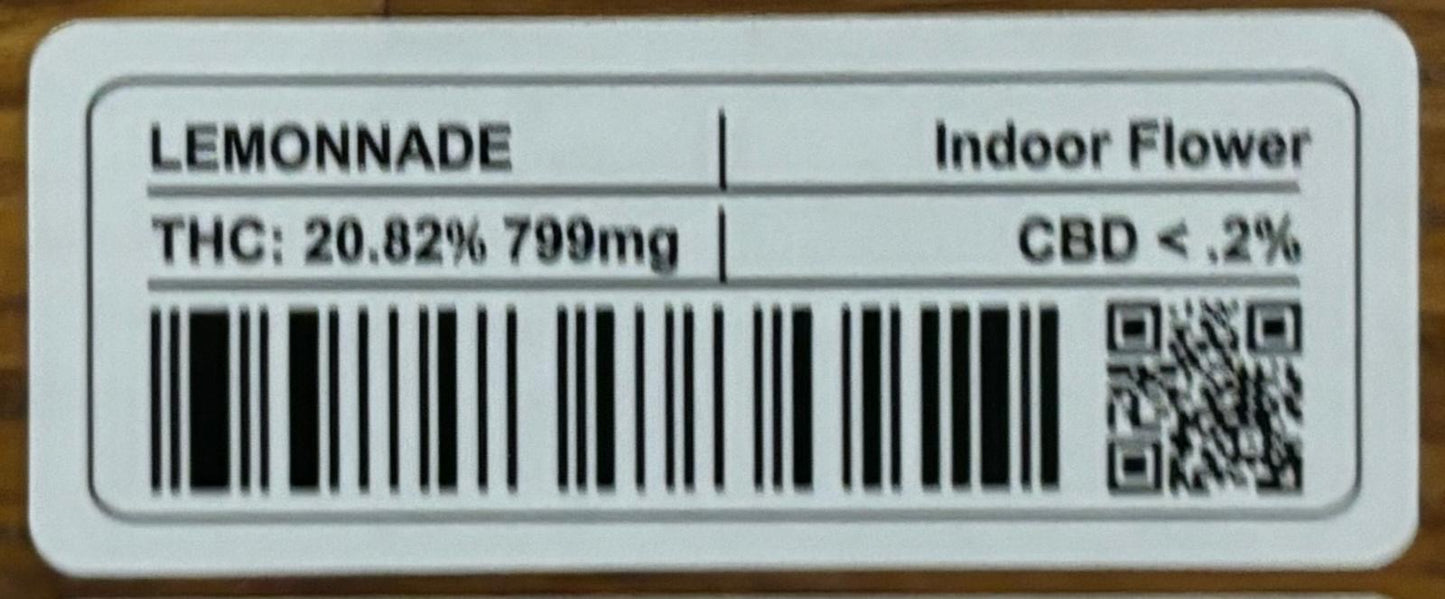 LEMONNADE | Indoor Flower
THC: 20.82% 799mg | CBD < .2%